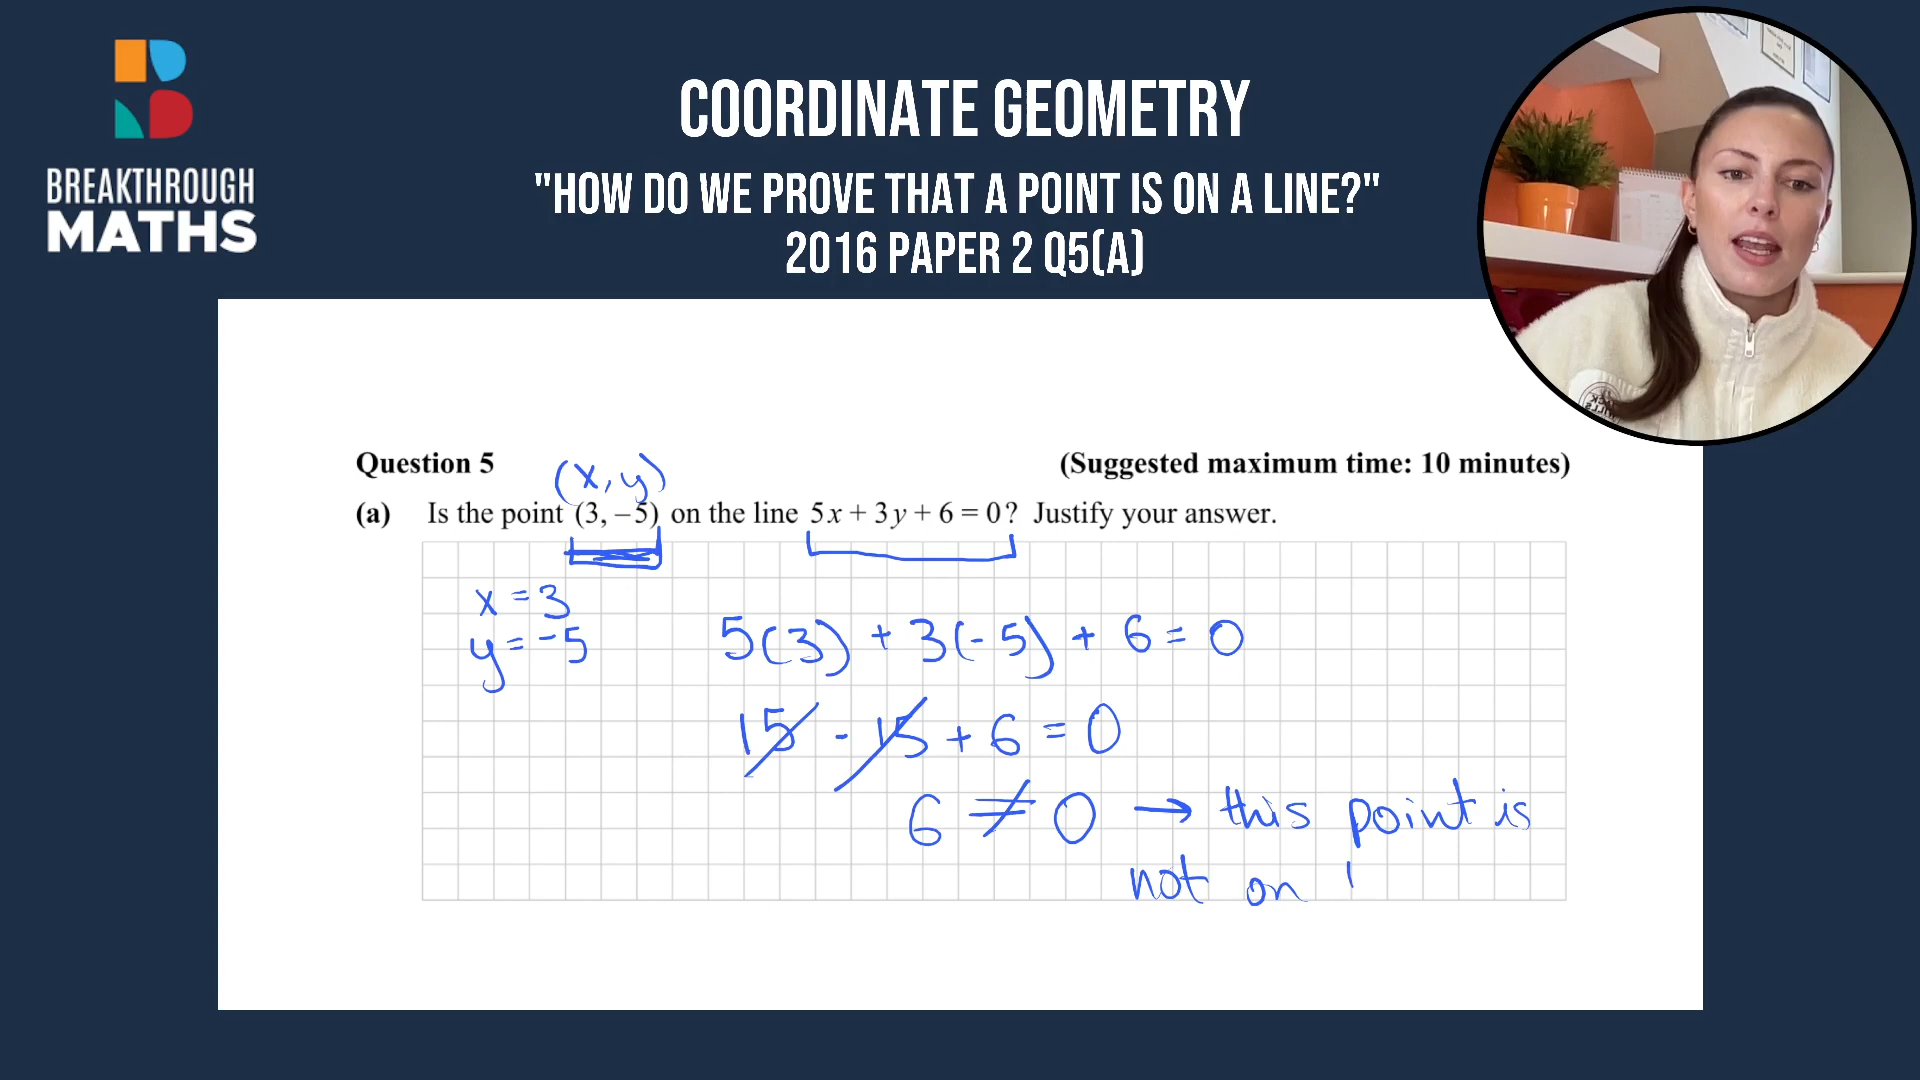 BREAKTHROUGH
MATHS
COORDINATE GEOMETRY
"HOW DO WE PROVE THAT A POINT IS ON A LINE?"
2016 PAPER 2 Q5(A)
Question 5
(Suggested maximum time: 10 minutes)
(x, y)
(a) Is the point (3, −5) on the line 5x + 3y + 6 = 0? Justify your answer.
x = 3
y = -5
5(3) + 3(-5) + 6 = 0
15 - 15 + 6 = 0
6 ≠ 0 → this point is
not on